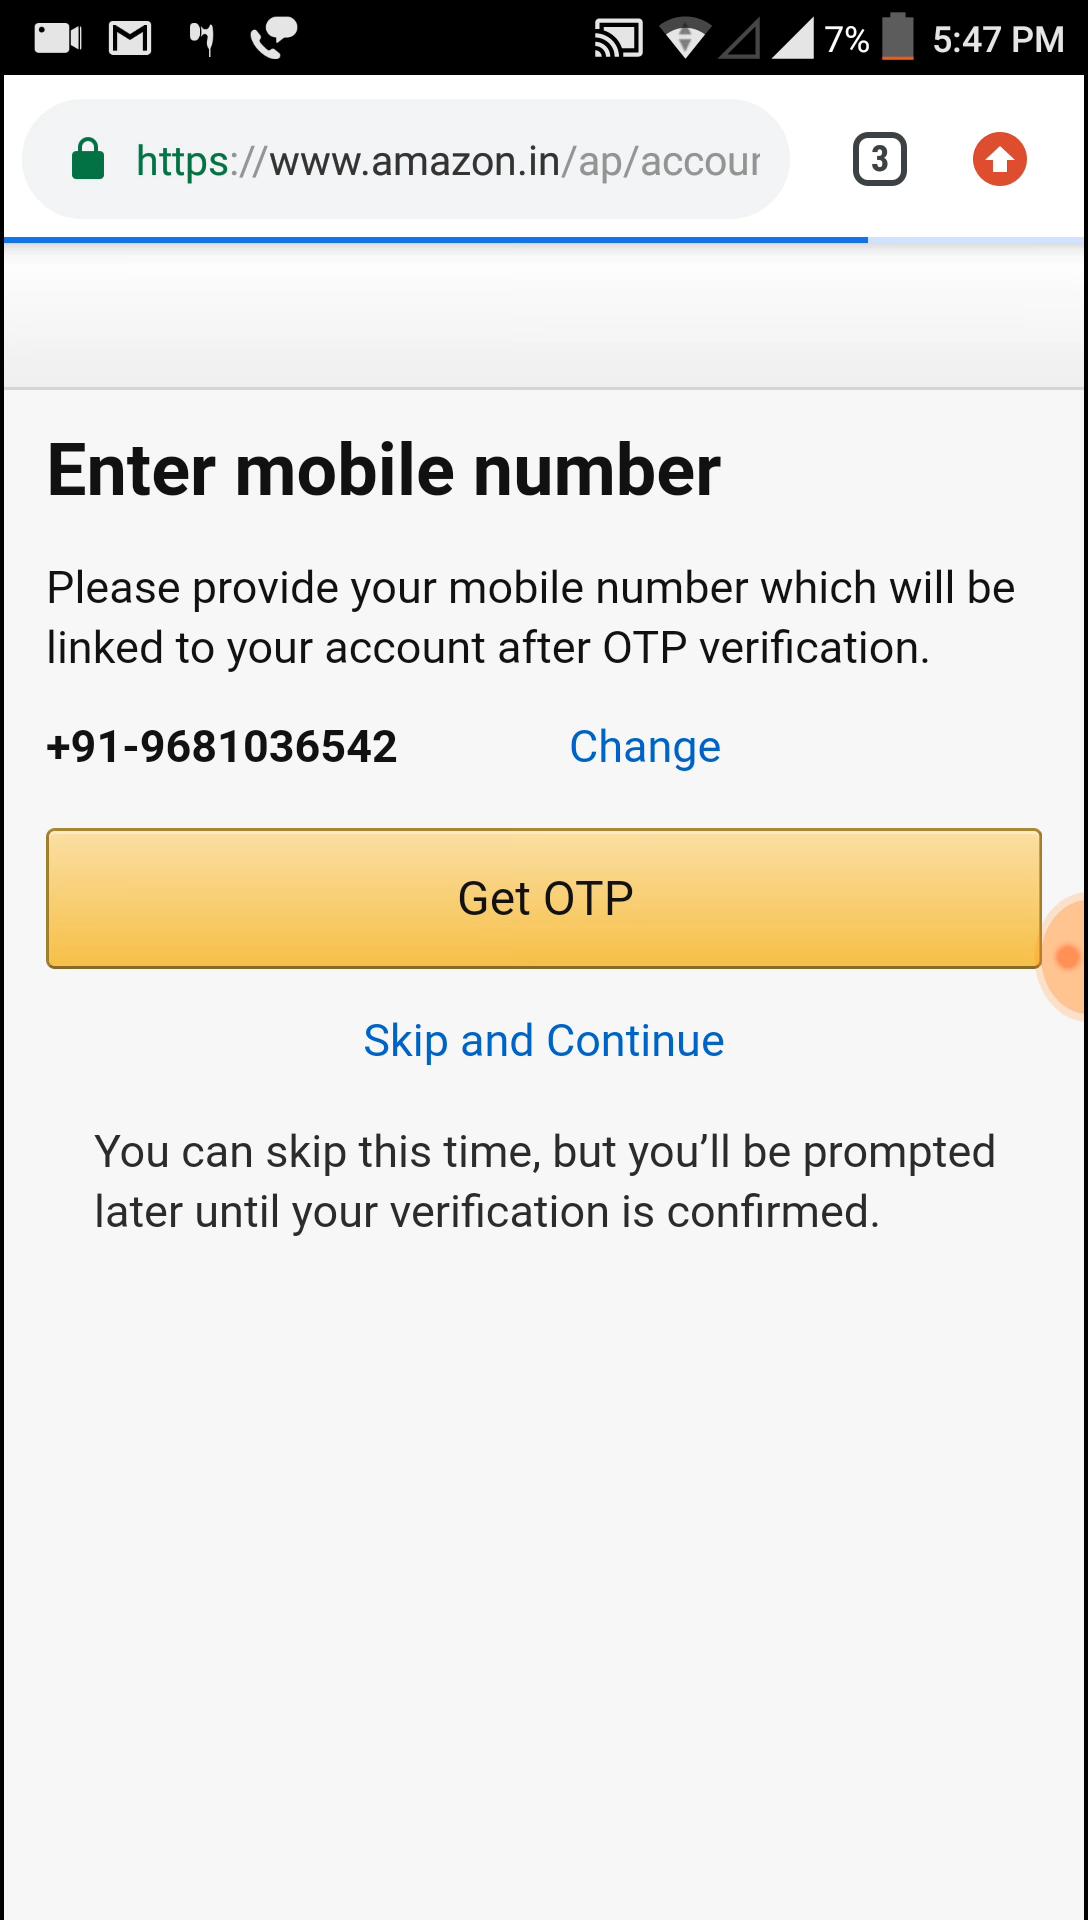 7% 5:47 PM
https://www.amazon.in/ap/accour
3
Enter mobile number
Please provide your mobile number which will be
linked to your account after OTP verification.
+91-9681036542 Change
Get OTP
Skip and Continue
You can skip this time, but you’ll be prompted
later until your verification is confirmed.